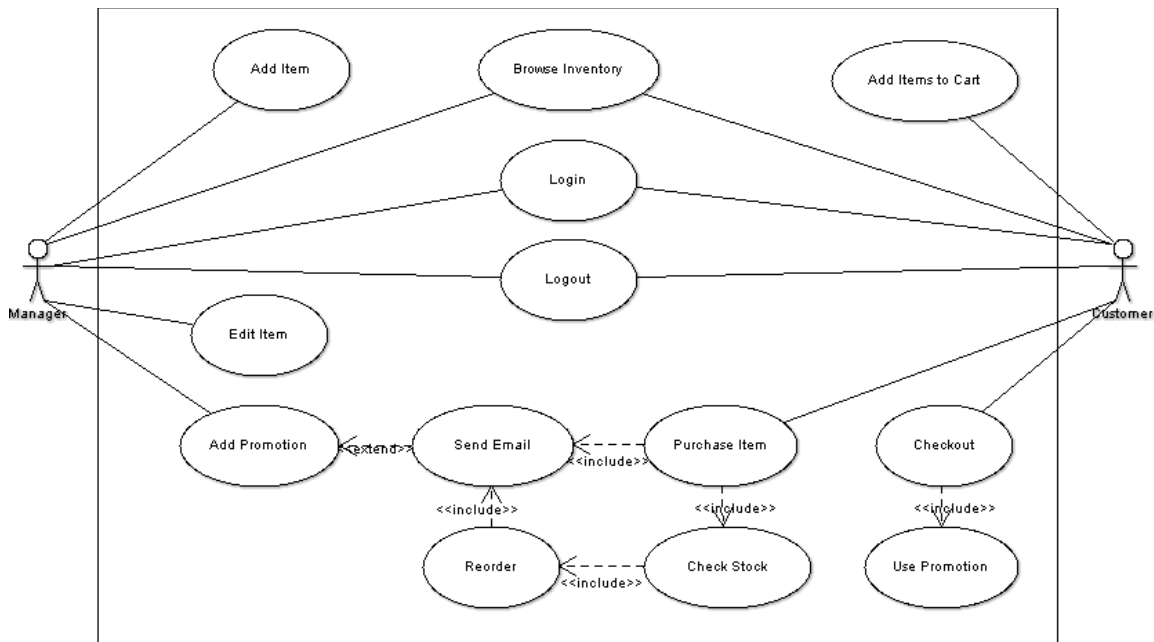 Add Item
Browse Inventory
Add Items to Cart
Login
Logout
Manager
Customer
Edit Item
Add Promotion
<<extend>>
Send Email
<<include>>
Purchase Item
Checkout
<<include>>
<<include>>
<<include>>
Reorder
<<include>>
Check Stock
Use Promotion